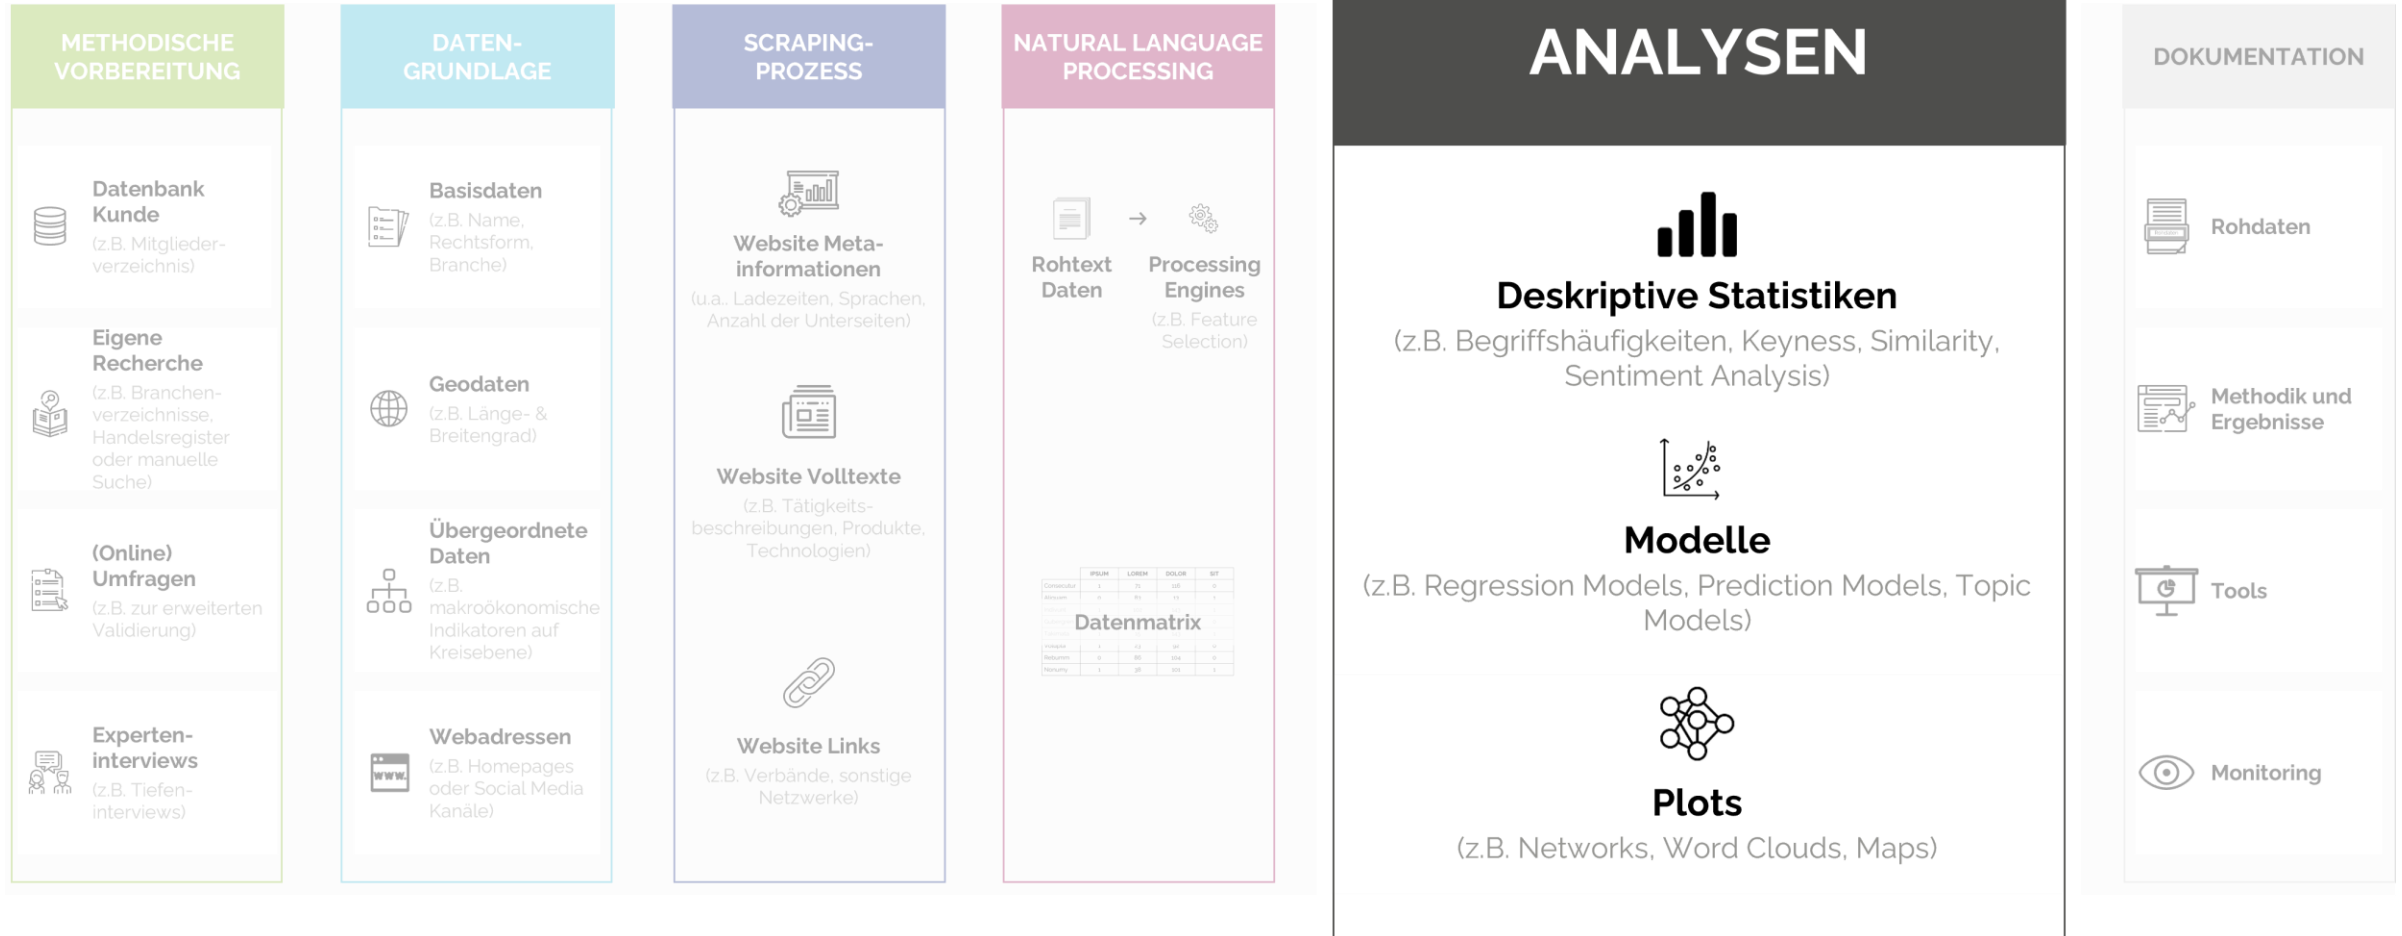 METHODISCHE
VORBEREITUNG
Datenbank
Kunde
(z.B. Mitglieder-
verzeichnis)
Eigene
Recherche
(z.B. Branchen-
verzeichnisse,
Handelsregister
oder manuelle
Suche)
(Online)
Umfragen
(z.B. zur erweiterten
Validierung)
Experten-
interviews
(z.B. Tiefen-
interviews)
DATEN-
GRUNDLAGE
Basisdaten
(z.B. Name,
Rechtsform,
Branche)
Geodaten
(z.B. Länge- &
Breitengrad)
Übergeordnete
Daten
(z.B.
makroökonomische
Indikatoren auf
Kreisebene)
WWW.
Webadressen
(z.B. Homepages
oder Social Media
Kanäle)
SCRAPING-
PROZESS
Website Meta-
informationen
(u.a.. Ladezeiten, Sprachen,
Anzahl der Unterseiten)
Website Volltexte
(z.B. Tätigkeits-
beschreibungen, Produkte,
Technologien)
Website Links
(z.B. Verbände, sonstige
Netzwerke)
NATURAL LANGUAGE
PROCESSING
Rohtext
Daten
Processing
Engines
(z.B. Feature
Selection)
IPSUM LOREM DOLOR SIT
Datenmatrix
ANALYSEN
Deskriptive Statistiken
(z.B. Begriffshäufigkeiten, Keyness, Similarity,
Sentiment Analysis)
Modelle
(z.B. Regression Models, Prediction Models, Topic
Models)
Plots
(z.B. Networks, Word Clouds, Maps)
DOKUMENTATION
Rohdaten
Methodik und
Ergebnisse
Tools
Monitoring